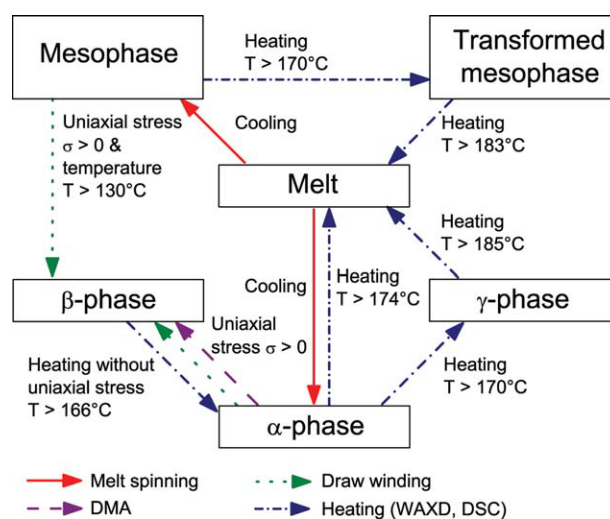 Mesophase
Heating
T > 170°C
Transformed
mesophase
Uniaxial stress
σ > 0 &
temperature
T > 130°C
Cooling
Heating
T > 183°C
Melt
Heating
T > 185°C
Cooling
Heating
T > 174°C
β-phase
γ-phase
Uniaxial
stress σ > 0
Heating without
uniaxial stress
T > 166°C
Heating
T > 170°C
α-phase
Melt spinning
Draw winding
DMA
Heating (WAXD, DSC)